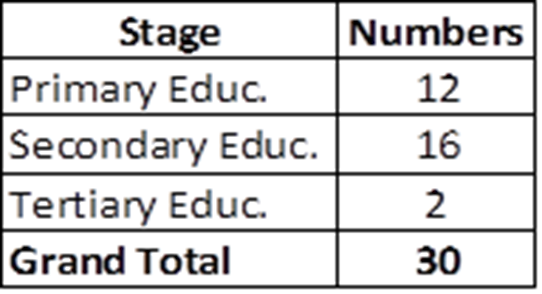 Stage Numbers
Primary Educ. 12
Secondary Educ. 16
Tertiary Educ. 2
Grand Total 30